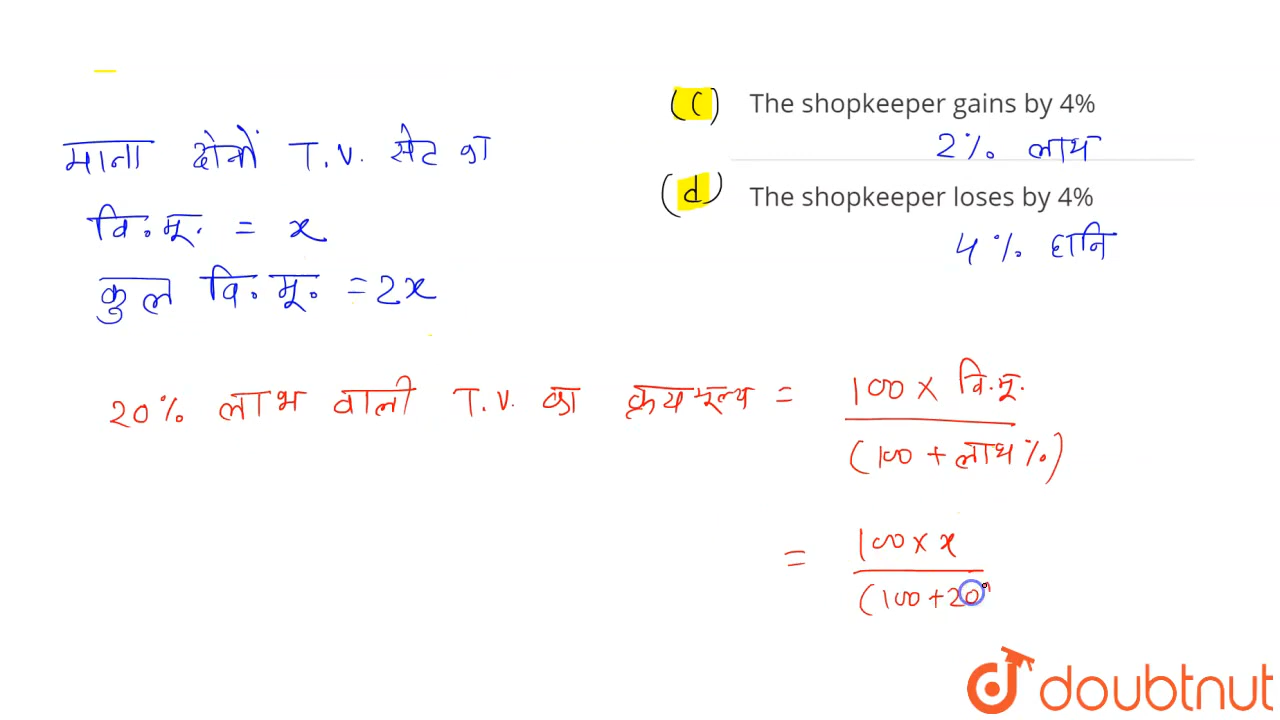 (c) The shopkeeper gains by 4%
2% लाभ
(d) The shopkeeper loses by 4%
4% हानि
माना दोनों T.V. सेट का
वि.मू. = x
कुल वि.मू. = 2x
20% लाभ वाली T.V. का क्रयमूल्य = 100 × वि.मू.
(100 + लाभ%)
= 100 × x
(100 + 20
doubtnut